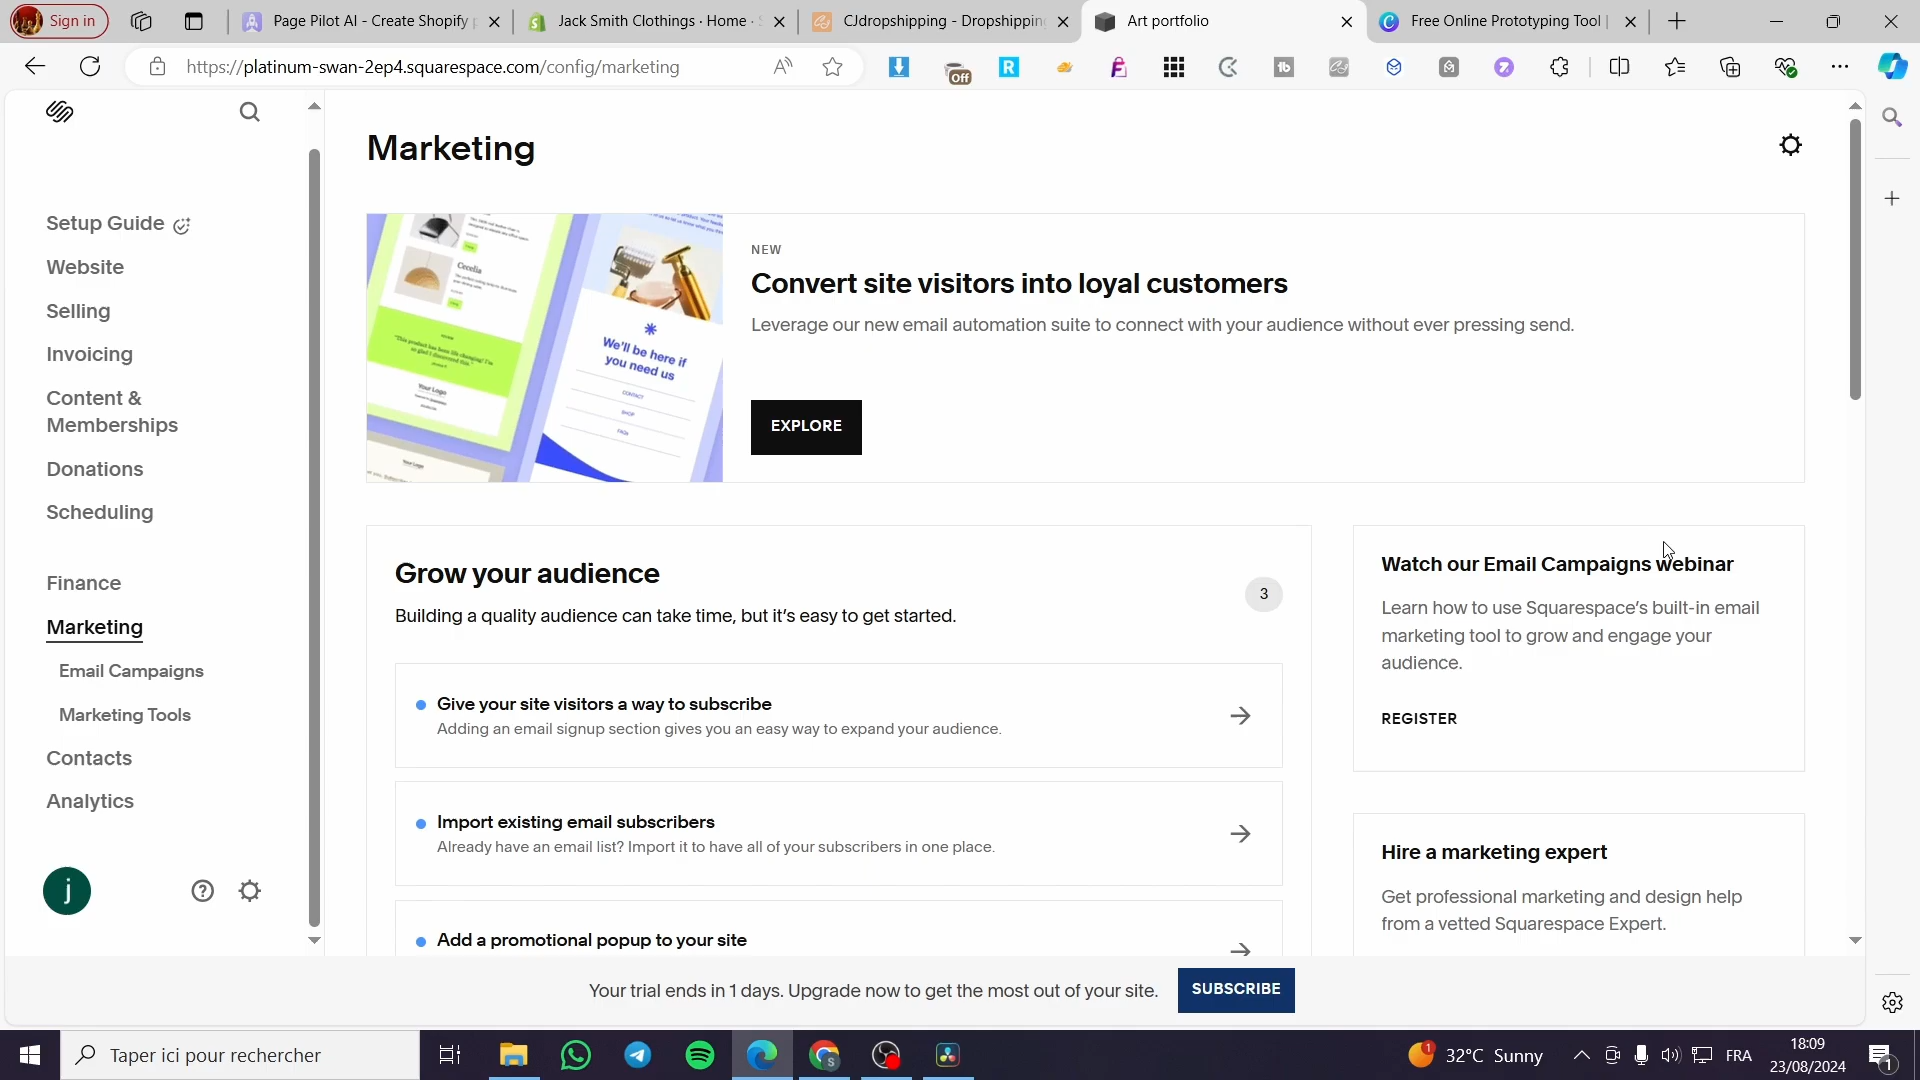 Sign in
Page Pilot AI - Create Shopify
Jack Smith Clothings · Home ·
CJdropshipping - Dropshipping
Art portfolio
Free Online Prototyping Tool |
https://platinum-swan-2ep4.squarespace.com/config/marketing
Off
Setup Guide
Website
Selling
Invoicing
Content &
Memberships
Donations
Scheduling
Finance
Marketing
Email Campaigns
Marketing Tools
Contacts
Analytics
j
Marketing
Cecelia
We'll be here if
you need us
CONTACT
SHOP
FAQs
Your Logo
NEW
Convert site visitors into loyal customers
Leverage our new email automation suite to connect with your audience without ever pressing send.
EXPLORE
Grow your audience
Building a quality audience can take time, but it's easy to get started.
3
Give your site visitors a way to subscribe
Adding an email signup section gives you an easy way to expand your audience.
Import existing email subscribers
Already have an email list? Import it to have all of your subscribers in one place.
Add a promotional popup to your site
Watch our Email Campaigns webinar
Learn how to use Squarespace's built-in email
marketing tool to grow and engage your
audience.
REGISTER
Hire a marketing expert
Get professional marketing and design help
from a vetted Squarespace Expert.
Your trial ends in 1 days. Upgrade now to get the most out of your site.
SUBSCRIBE
Taper ici pour rechercher
1
32°C Sunny
FRA
18:09
23/08/2024
1